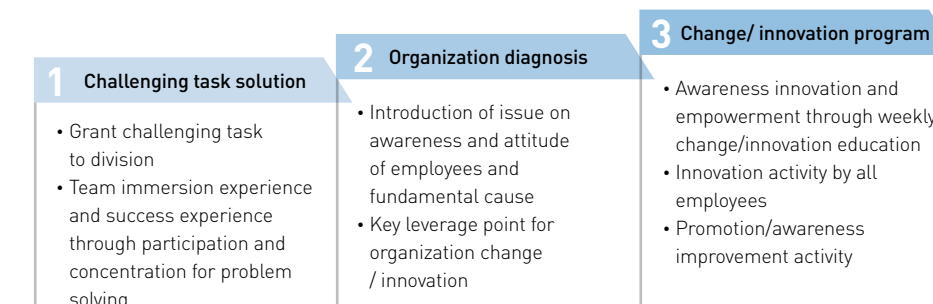 1 Challenging task solution
• Grant challenging task
to division
• Team immersion experience
and success experience
through participation and
concentration for problem
solving
2 Organization diagnosis
• Introduction of issue on
awareness and attitude
of employees and
fundamental cause
• Key leverage point for
organization change
/ innovation
3 Change/ innovation program
• Awareness innovation and
empowerment through weekly
change/innovation education
• Innovation activity by all
employees
• Promotion/awareness
improvement activity